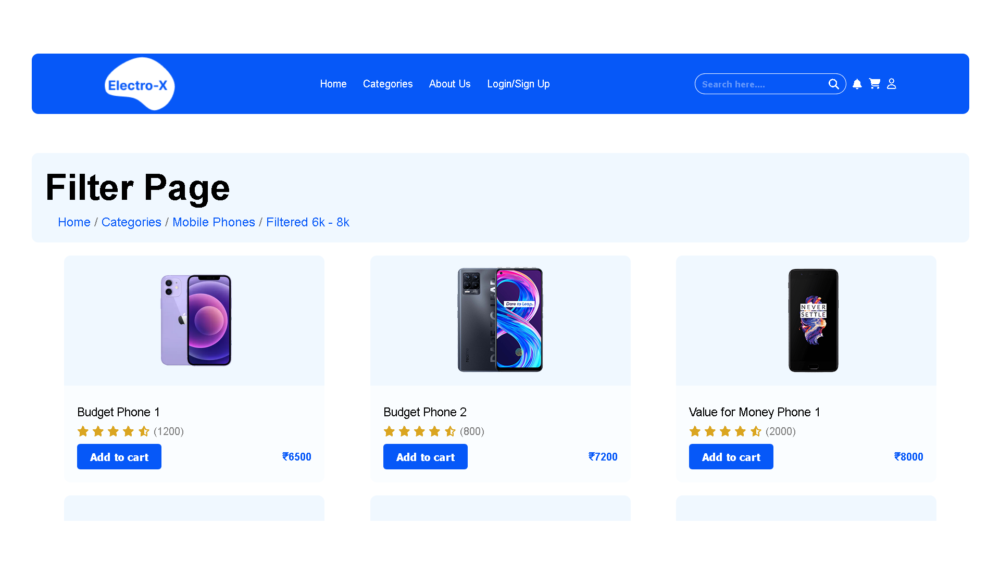 Electro-X
Home Categories About Us Login/Sign Up
Search here....
Filter Page
Home / Categories / Mobile Phones / Filtered 6k - 8k
Dare to Leap.
NEVER
SETTLE
Budget Phone 1
(1200)
Add to cart ₹6500
Budget Phone 2
(800)
Add to cart ₹7200
Value for Money Phone 1
(2000)
Add to cart ₹8000